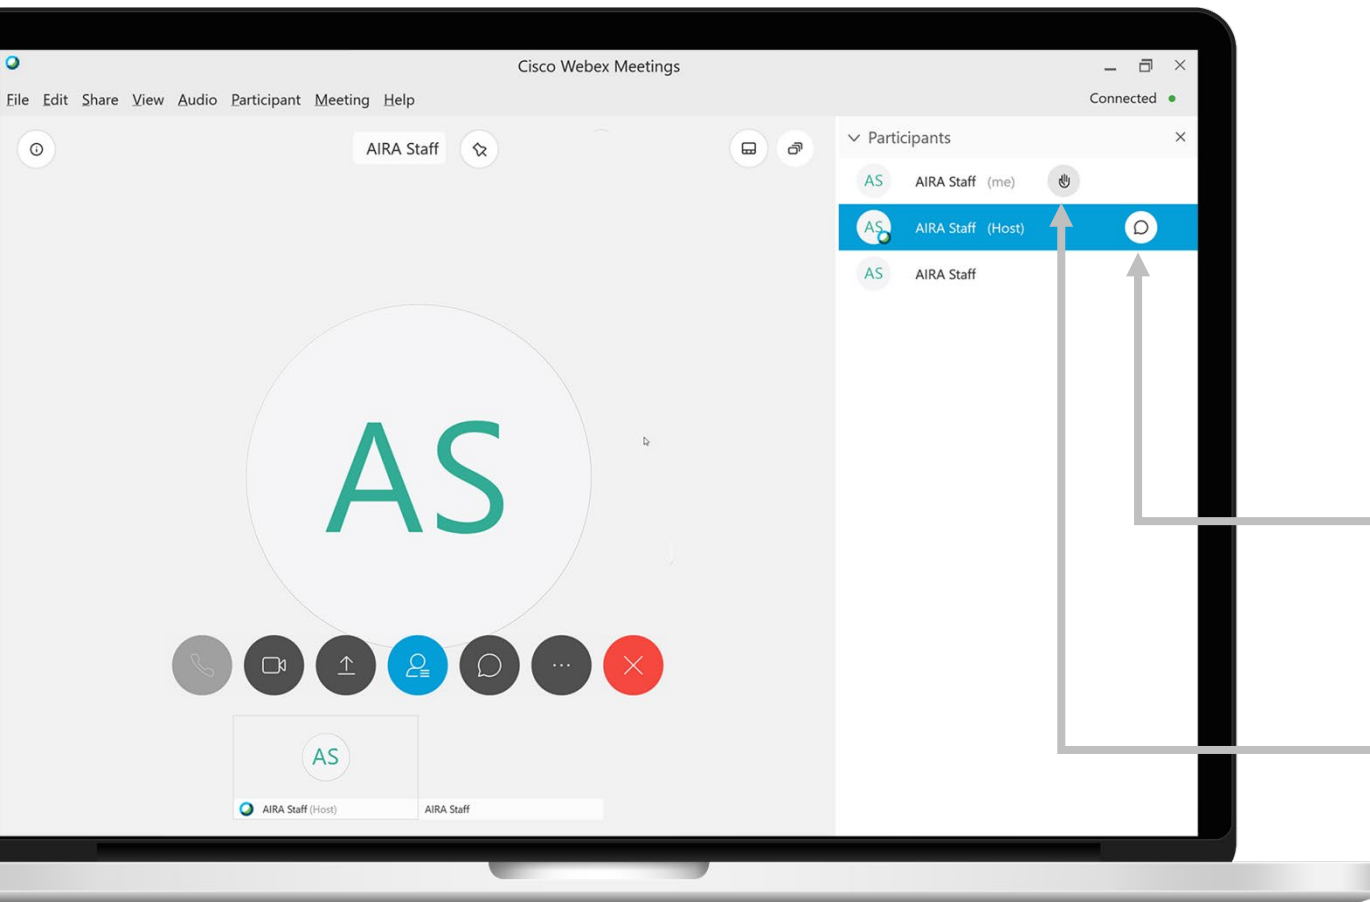 Cisco Webex Meetings
File Edit Share View Audio Participant Meeting Help
Connected
AIRA Staff
Participants
AS AIRA Staff (me)
AS AIRA Staff (Host)
AS AIRA Staff
AS
AS
AIRA Staff (Host)
AIRA Staff